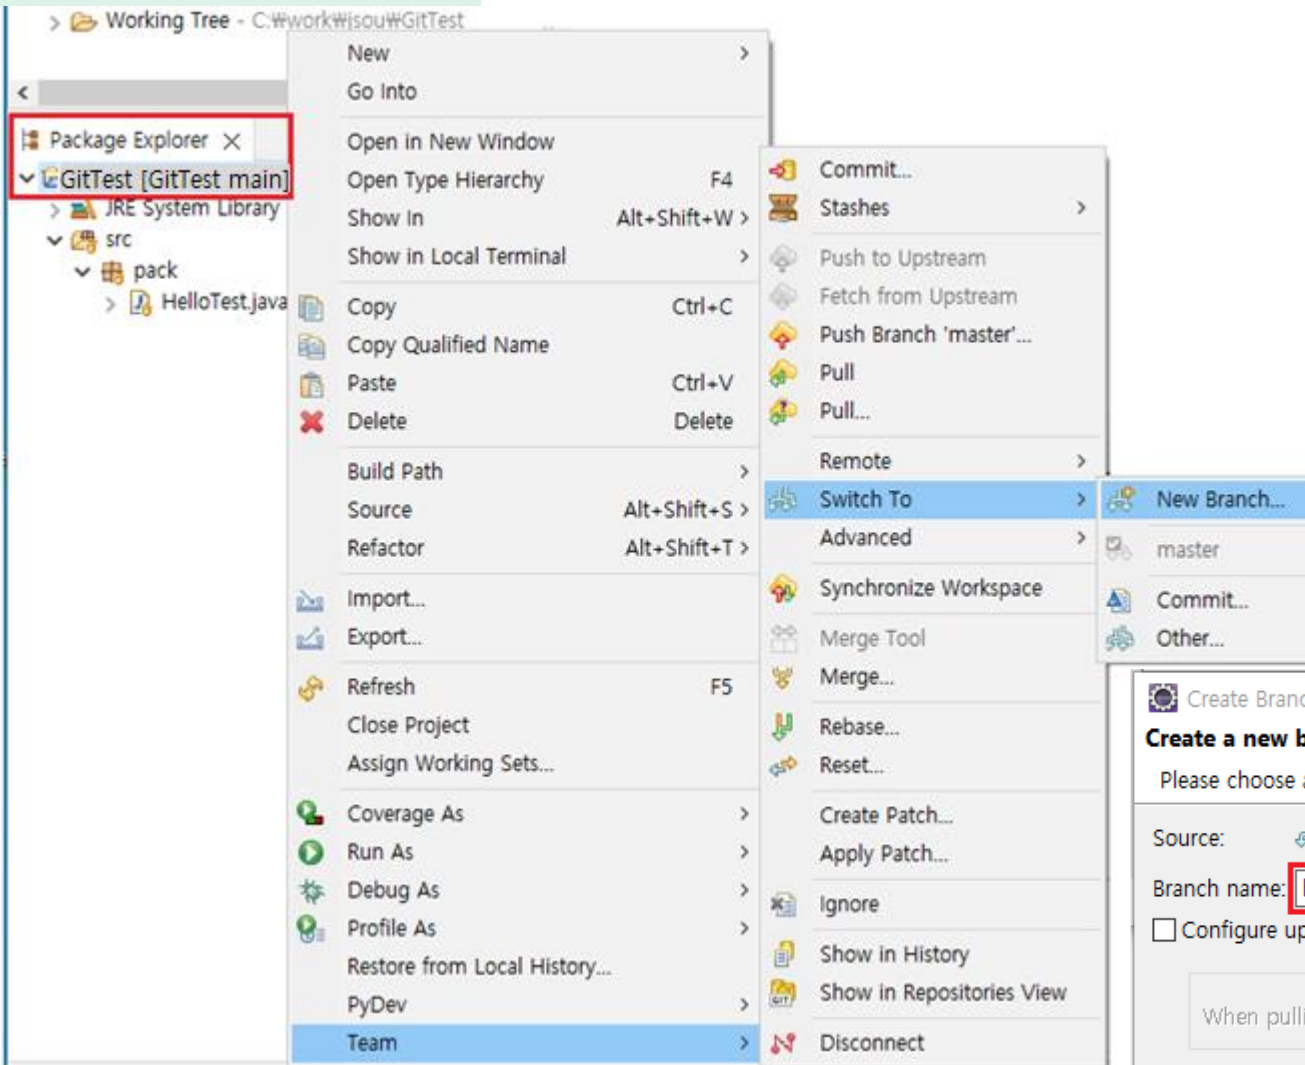 Working Tree - C:₩work₩jsou₩GitTest
Package Explorer
GitTest [GitTest main]
JRE System Library
src
pack
HelloTest.java
New
Go Into
Open in New Window
Open Type Hierarchy F4
Show In Alt+Shift+W
Show in Local Terminal
Copy Ctrl+C
Copy Qualified Name
Paste Ctrl+V
Delete Delete
Build Path
Source Alt+Shift+S
Refactor Alt+Shift+T
Import...
Export...
Refresh F5
Close Project
Assign Working Sets...
Coverage As
Run As
Debug As
Profile As
Restore from Local History...
PyDev
Team
Commit...
Stashes
Push to Upstream
Fetch from Upstream
Push Branch 'master'...
Pull
Pull...
Remote
Switch To
Advanced
Synchronize Workspace
Merge Tool
Merge...
Rebase...
Reset...
Create Patch...
Apply Patch...
Ignore
Show in History
GIT
Show in Repositories View
Disconnect
New Branch...
master
Commit...
Other...
Create Branc
Create a new b
Please choose a
Source:
Branch name:
Configure up
When pulli